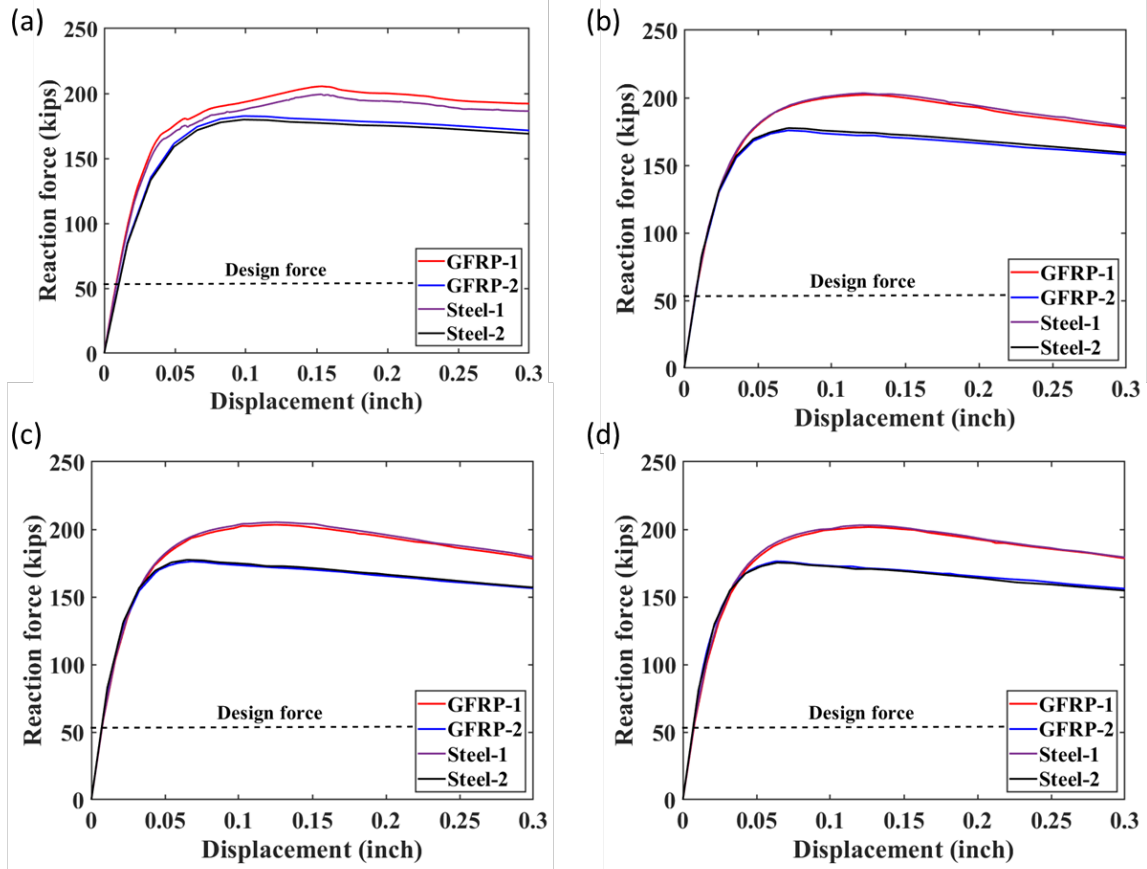 (a)
250
200
150
100
50
0
Reaction force (kips)
Design force
GFRP-1
GFRP-2
Steel-1
Steel-2
0 0.05 0.1 0.15 0.2 0.25 0.3
Displacement (inch)
(b)
250
200
150
100
50
0
Reaction force (kips)
Design force
GFRP-1
GFRP-2
Steel-1
Steel-2
0 0.05 0.1 0.15 0.2 0.25 0.3
Displacement (inch)
(c)
250
200
150
100
50
0
Reaction force (kips)
Design force
GFRP-1
GFRP-2
Steel-1
Steel-2
0 0.05 0.1 0.15 0.2 0.25 0.3
Displacement (inch)
(d)
250
200
150
100
50
0
Reaction force (kips)
Design force
GFRP-1
GFRP-2
Steel-1
Steel-2
0 0.05 0.1 0.15 0.2 0.25 0.3
Displacement (inch)